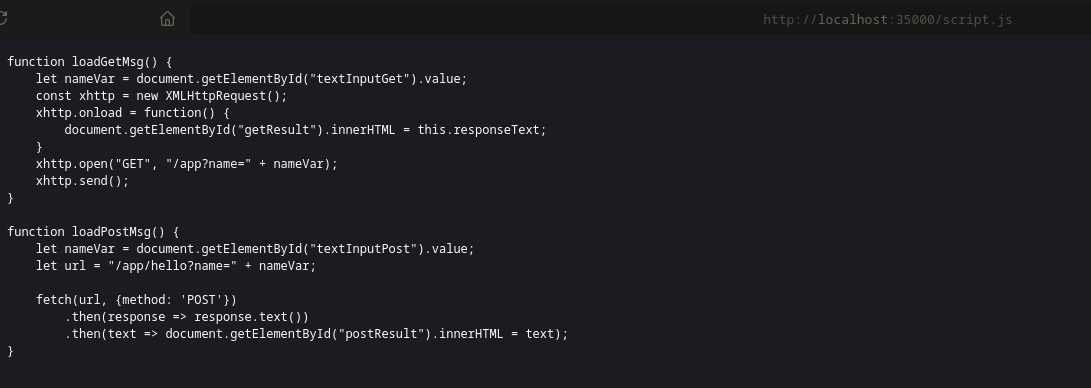 http://localhost:35000/script.js
function loadGetMsg() {
    let nameVar = document.getElementById("textInputGet").value;
    const xhttp = new XMLHttpRequest();
    xhttp.onload = function() {
        document.getElementById("getResult").innerHTML = this.responseText;
    }
    xhttp.open("GET", "/app?name=" + nameVar);
    xhttp.send();
}

function loadPostMsg() {
    let nameVar = document.getElementById("textInputPost").value;
    let url = "/app/hello?name=" + nameVar;

    fetch(url, {method: 'POST'})
        .then(response => response.text())
        .then(text => document.getElementById("postResult").innerHTML = text);
}